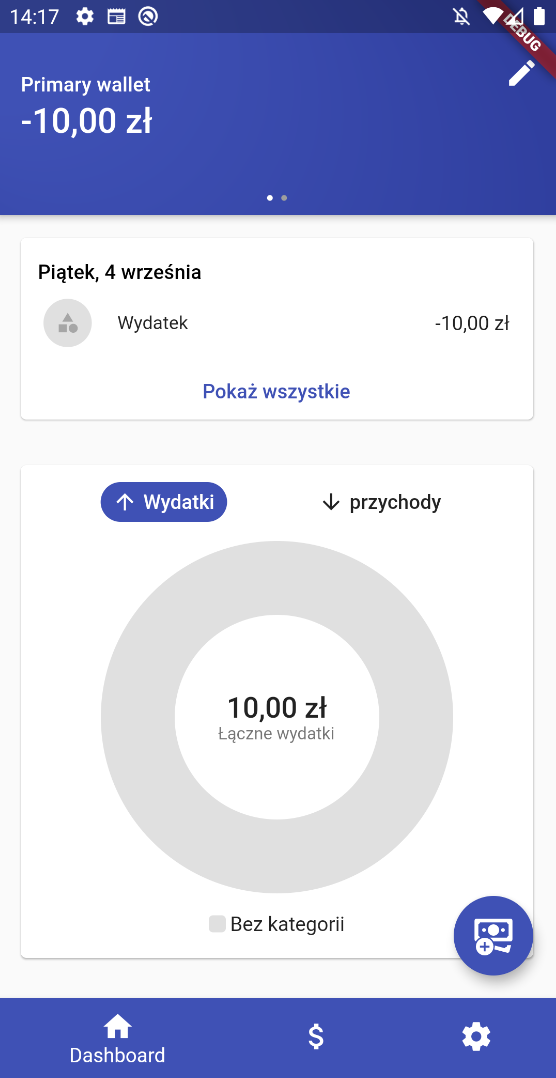 14:17
DEBUG
Primary wallet
-10,00 zł
Piątek, 4 września
Wydatek
-10,00 zł
Pokaż wszystkie
Wydatki
przychody
10,00 zł
Łączne wydatki
Bez kategorii
Dashboard